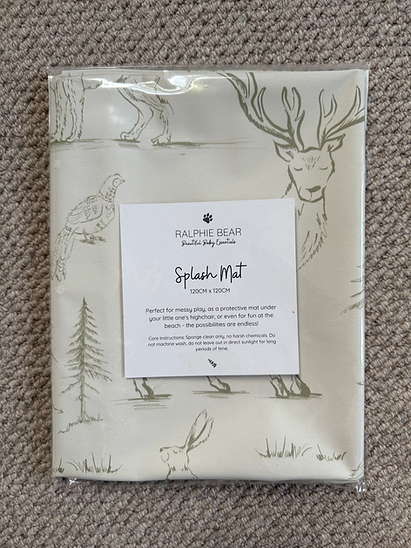 RALPHIE BEAR
Beautiful Baby Essentials
Splash Mat
120CM x 120CM
Perfect for messy play, as a protective mat under
your little one's highchair, or even for fun at the
beach - the possibilities are endless!
Care Instructions: Sponge clean only, no harsh chemicals. Do
not machine wash, do not leave out in direct sunlight for long
periods of time.